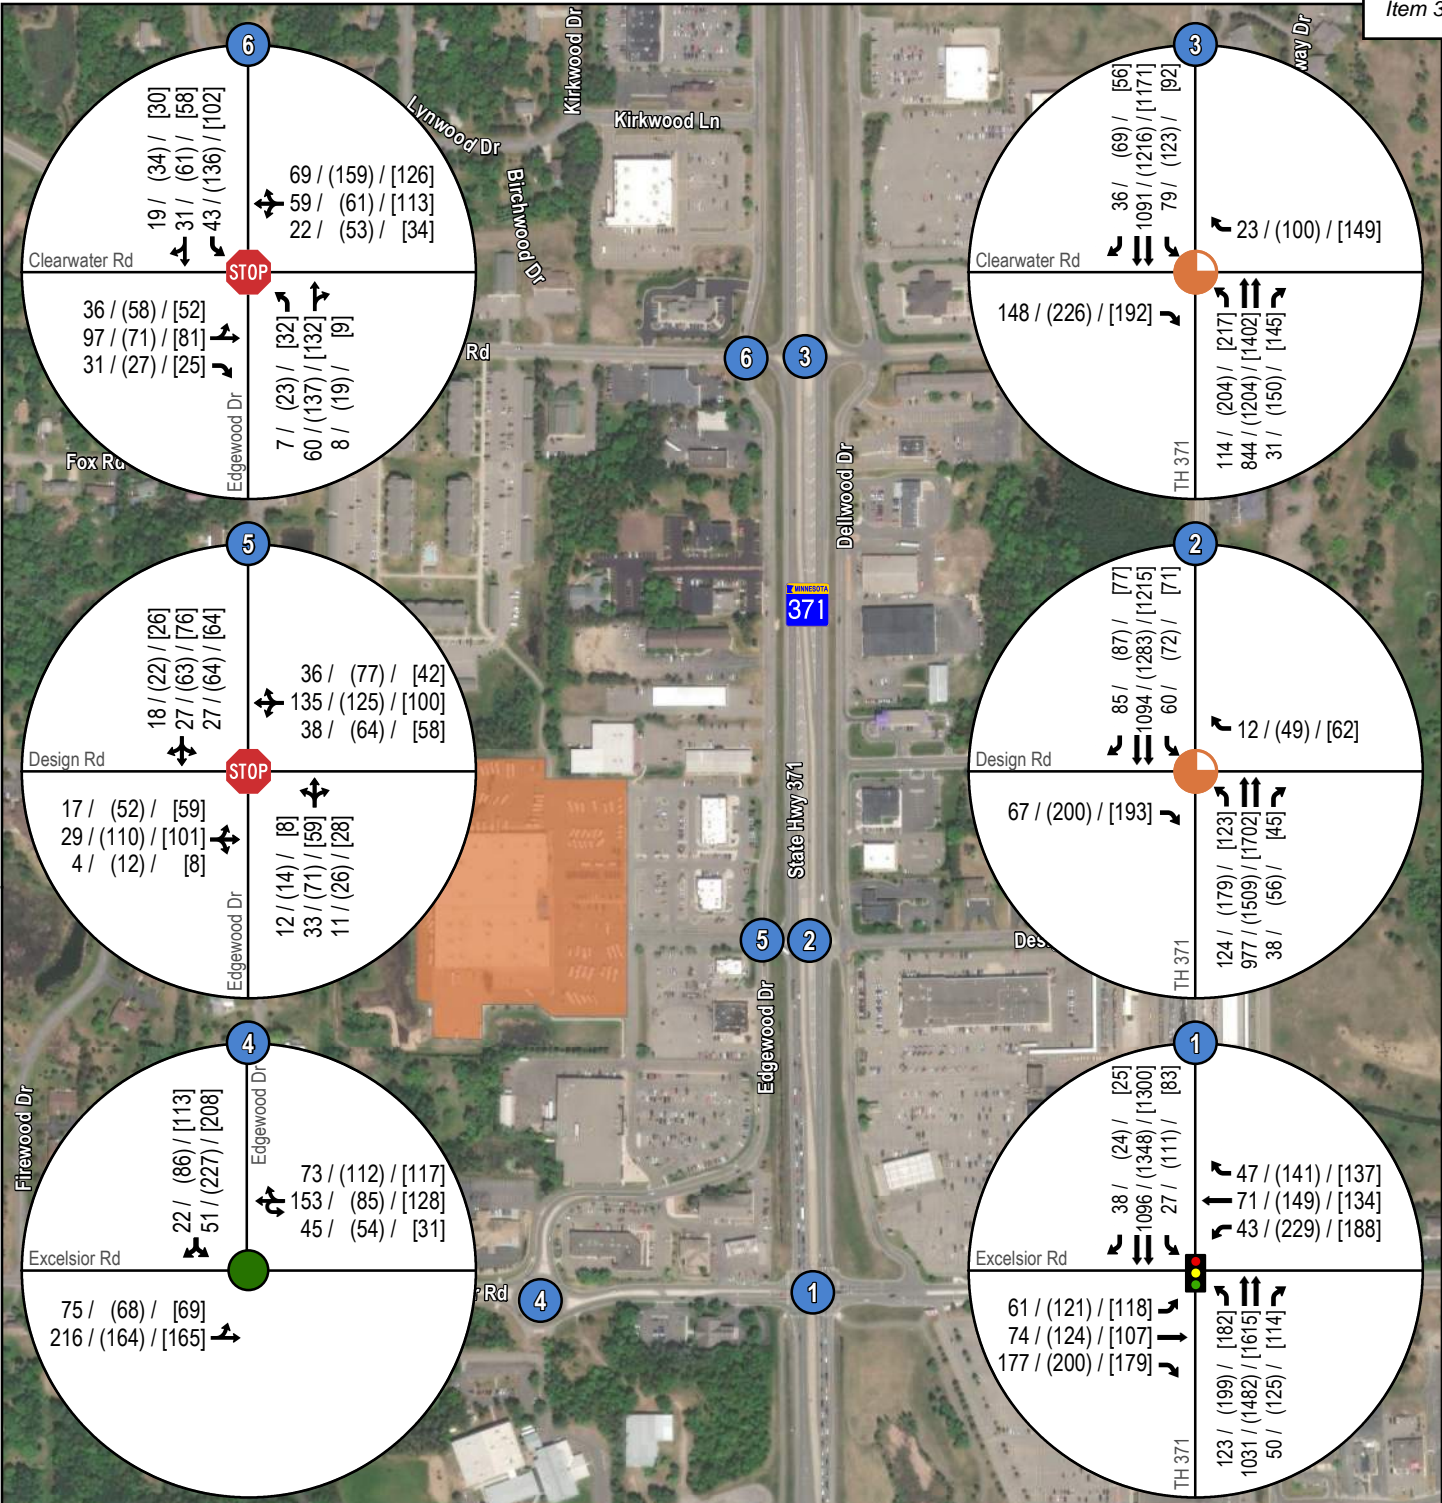 Item 3
6
19 / (34) / [30]
31 / (61) / [58]
43 / (136) / [102]
69 / (159) / [126]
59 / (61) / [113]
22 / (53) / [34]
Clearwater Rd
STOP
36 / (58) / [52]
97 / (71) / [81]
31 / (27) / [25]
7 / (23) / [32]
60 / (137) / [132]
8 / (19) / [9]
Edgewood Dr
3
36 / (69) / [56]
1091 / (1216) / [1171]
79 / (123) / [92]
23 / (100) / [149]
Clearwater Rd
148 / (226) / [192]
114 / (204) / [217]
844 / (1204) / [1402]
31 / (150) / [145]
TH 371
Kirkwood Dr
Kirkwood Ln
Lynwood Dr
Birchwood Dr
way Dr
Rd
6
3
Fox Rd
Dellwood Dr
MINNESOTA
371
5
18 / (22) / [26]
27 / (63) / [76]
27 / (64) / [64]
36 / (77) / [42]
135 / (125) / [100]
38 / (64) / [58]
Design Rd
STOP
17 / (52) / [59]
29 / (110) / [101]
4 / (12) / [8]
12 / (14) / [8]
33 / (71) / [59]
11 / (26) / [28]
Edgewood Dr
2
85 / (87) / [77]
1094 / (1283) / [1215]
60 / (72) / [71]
12 / (49) / [62]
Design Rd
67 / (200) / [193]
124 / (179) / [123]
977 / (1509) / [1702]
38 / (56) / [45]
TH 371
State Hwy 371
5
2
Des
Edgewood Dr
Firewood Dr
4
22 / (86) / [113]
51 / (227) / [208]
Edgewood Dr
73 / (112) / [117]
153 / (85) / [128]
45 / (54) / [31]
Excelsior Rd
75 / (68) / [69]
216 / (164) / [165]
r Rd
4
1
1
38 / (24) / [25]
1096 / (1348) / [1300]
27 / (111) / [83]
47 / (141) / [137]
71 / (149) / [134]
43 / (229) / [188]
Excelsior Rd
61 / (121) / [118]
74 / (124) / [107]
177 / (200) / [179]
123 / (199) / [182]
1031 / (1482) / [1615]
50 / (125) / [114]
TH 371